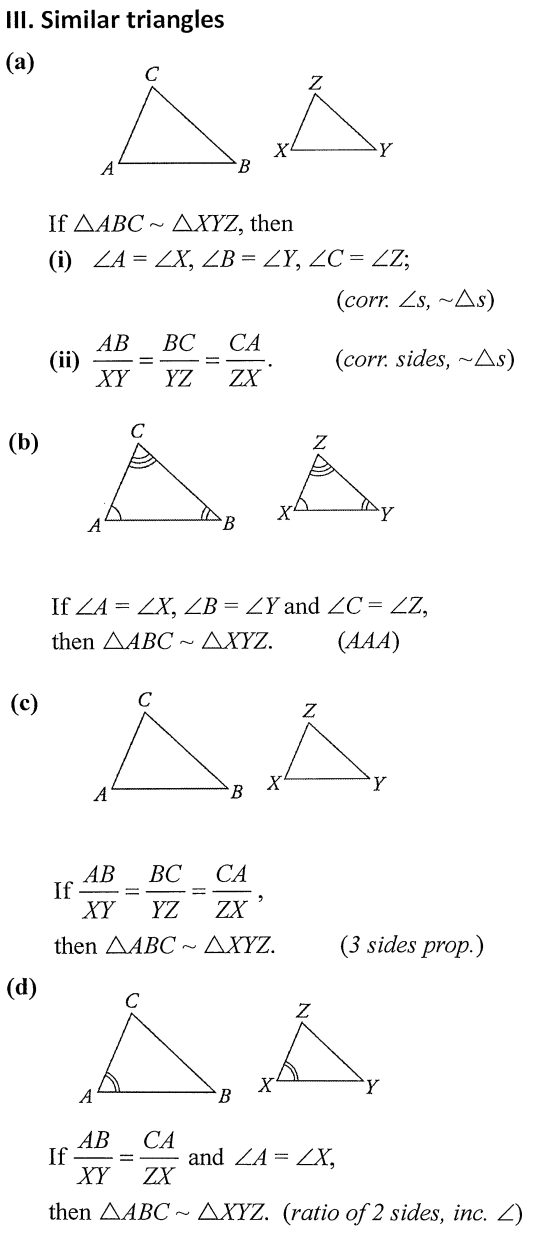 III. Similar triangles
(a)
C
A
B
Z
X
Y
If △ABC ~ △XYZ, then
(i) ∠A = ∠X, ∠B = ∠Y, ∠C = ∠Z;
(corr. ∠s, ~△s)
(ii) AB/XY = BC/YZ = CA/ZX. (corr. sides, ~△s)
(b)
C
A
B
Z
X
Y
If ∠A = ∠X, ∠B = ∠Y and ∠C = ∠Z,
then △ABC ~ △XYZ. (AAA)
(c)
C
A
B
Z
X
Y
If AB/XY = BC/YZ = CA/ZX,
then △ABC ~ △XYZ. (3 sides prop.)
(d)
C
A
B
Z
X
Y
If AB/XY = CA/ZX and ∠A = ∠X,
then △ABC ~ △XYZ. (ratio of 2 sides, inc. ∠)